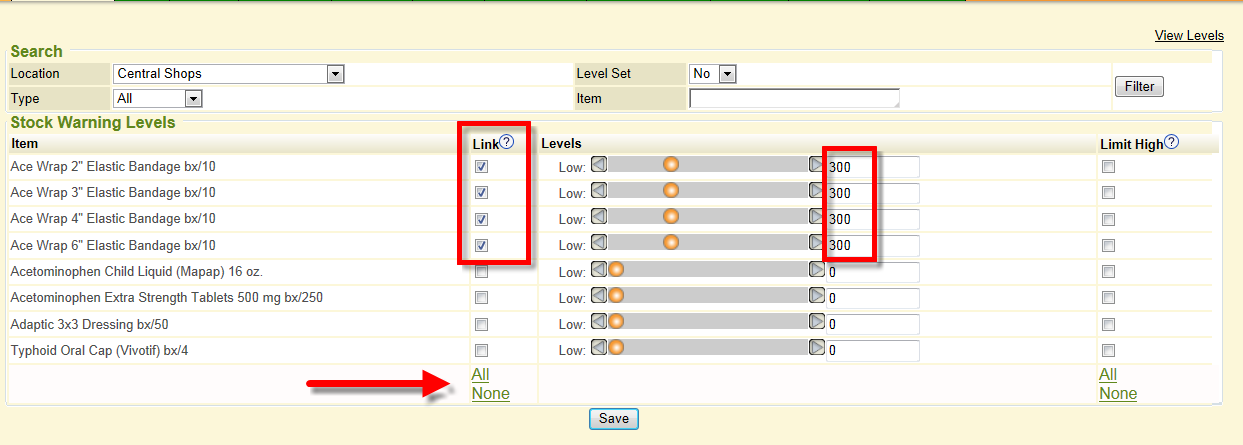 View Levels
Search
Location Central Shops Level Set No
Filter
Type All Item
Stock Warning Levels
Item Link? Levels Limit High?
Ace Wrap 2" Elastic Bandage bx/10 Low: 300
Ace Wrap 3" Elastic Bandage bx/10 Low: 300
Ace Wrap 4" Elastic Bandage bx/10 Low: 300
Ace Wrap 6" Elastic Bandage bx/10 Low: 300
Acetominophen Child Liquid (Mapap) 16 oz. Low: 0
Acetominophen Extra Strength Tablets 500 mg bx/250 Low: 0
Adaptic 3x3 Dressing bx/50 Low: 0
Typhoid Oral Cap (Vivotif) bx/4 Low: 0
All All
None None
Save